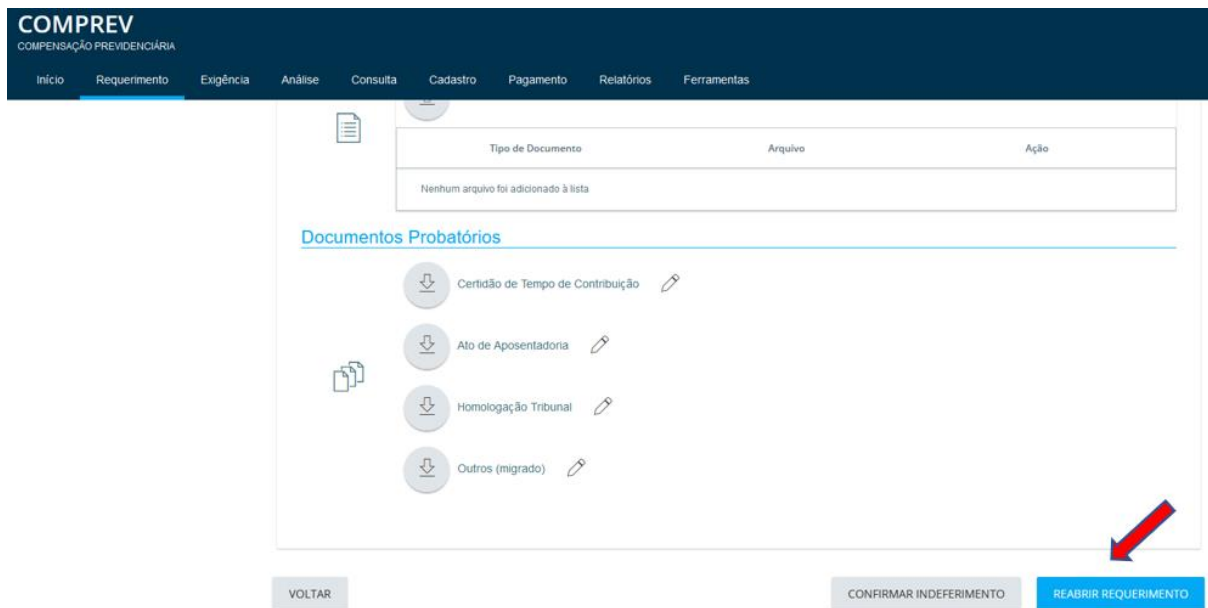 COMPREV
COMPENSAÇÃO PREVIDENCIÁRIA
Início Requerimento Exigência Análise Consulta Cadastro Pagamento Relatórios Ferramentas
Tipo de Documento Arquivo Ação
Nenhum arquivo foi adicionado à lista
Documentos Probatórios
Certidão de Tempo de Contribuição
Ato de Aposentadoria
Homologação Tribunal
Outros (migrado)
VOLTAR CONFIRMAR INDEFERIMENTO REABRIR REQUERIMENTO